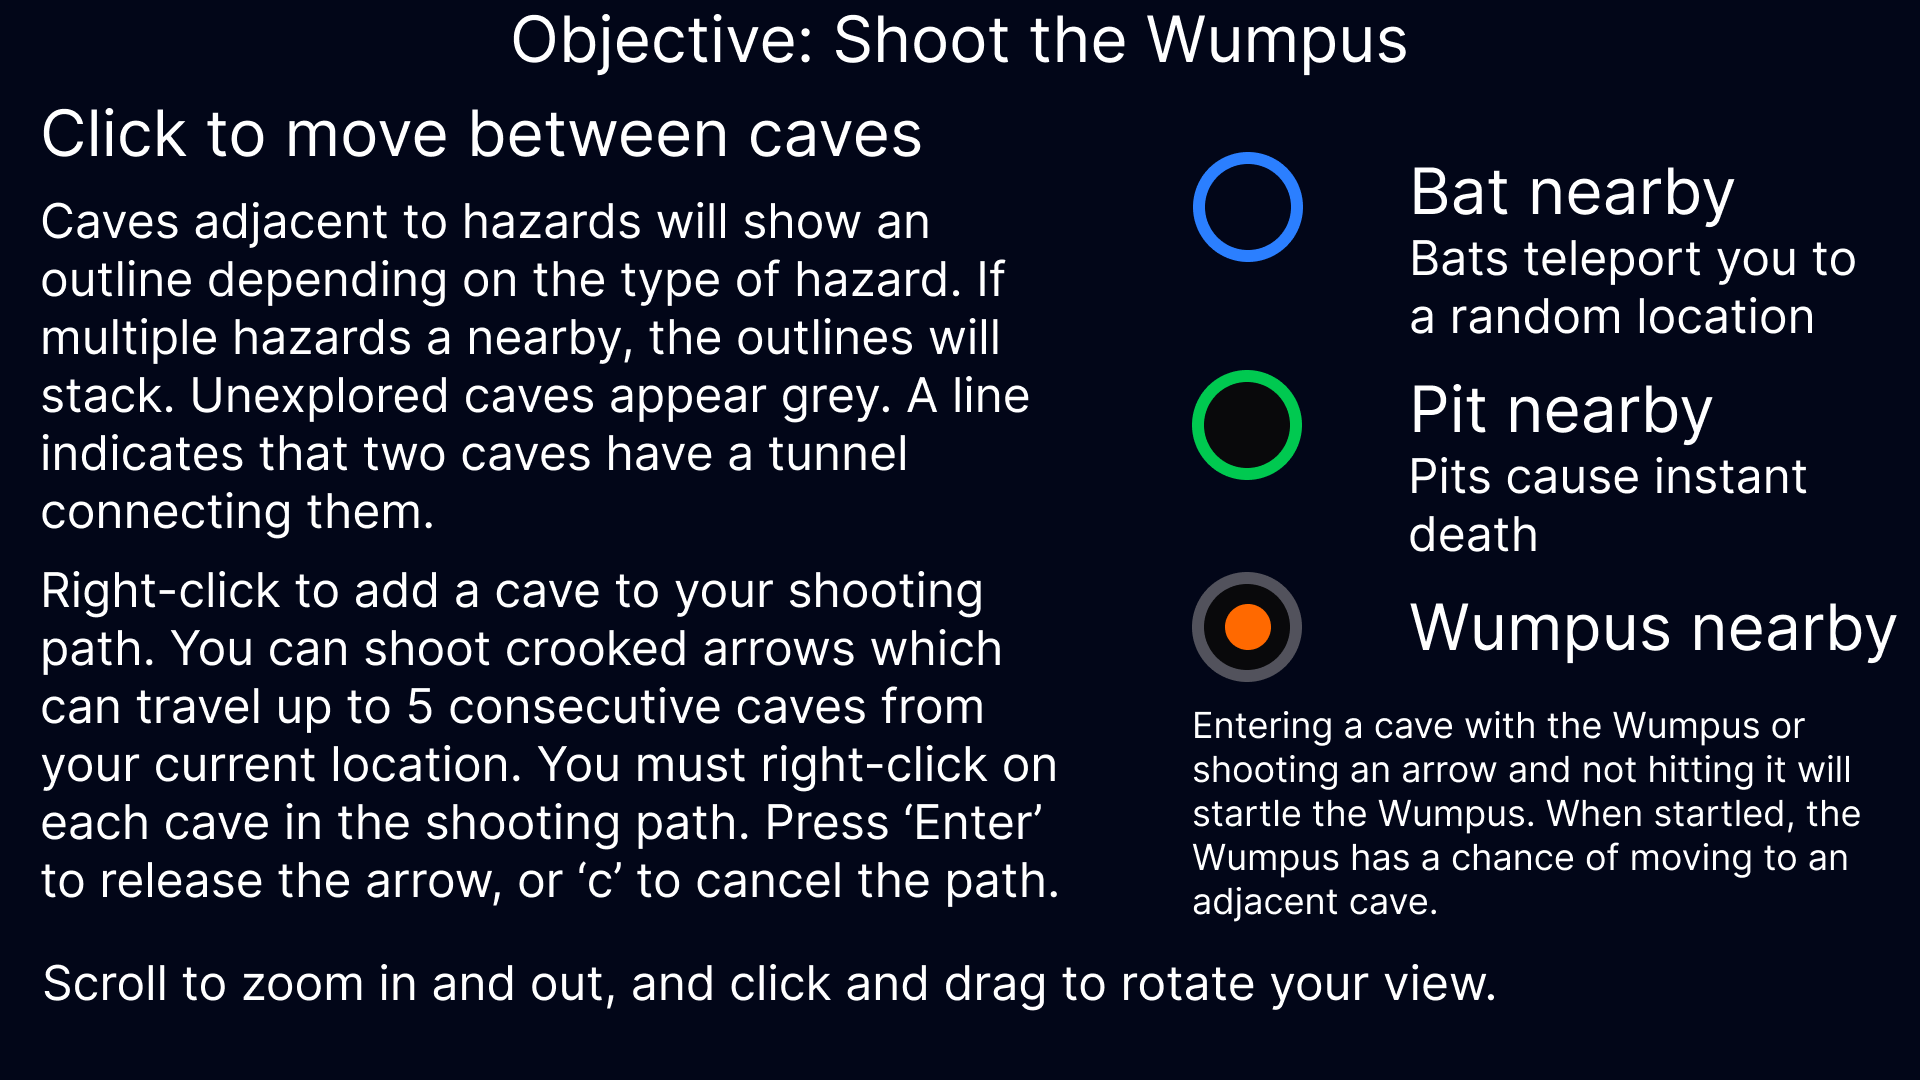 Objective: Shoot the Wumpus
Click to move between caves
Caves adjacent to hazards will show an
outline depending on the type of hazard. If
multiple hazards a nearby, the outlines will
stack. Unexplored caves appear grey. A line
indicates that two caves have a tunnel
connecting them.
Right-click to add a cave to your shooting
path. You can shoot crooked arrows which
can travel up to 5 consecutive caves from
your current location. You must right-click on
each cave in the shooting path. Press ‘Enter’
to release the arrow, or ‘c’ to cancel the path.
Bat nearby
Bats teleport you to
a random location
Pit nearby
Pits cause instant
death
Wumpus nearby
Entering a cave with the Wumpus or
shooting an arrow and not hitting it will
startle the Wumpus. When startled, the
Wumpus has a chance of moving to an
adjacent cave.
Scroll to zoom in and out, and click and drag to rotate your view.